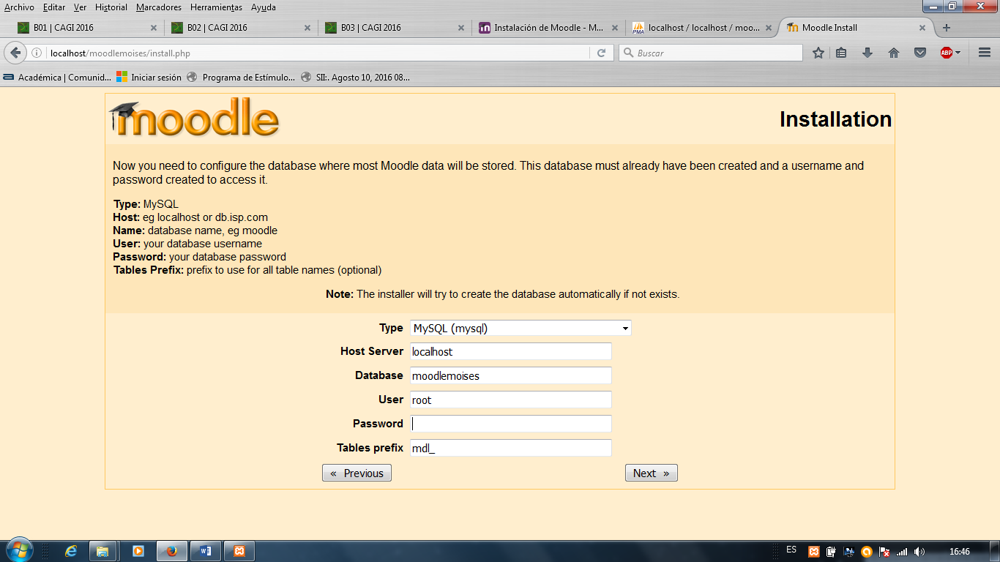 Archivo Editar Ver Historial Marcadores Herramientas Ayuda
B01 | CAGI 2016 B02 | CAGI 2016 B03 | CAGI 2016 Instalación de Moodle - M... localhost / localhost / moo... Moodle Install
localhost/moodlemoises/install.php Buscar ABP
Académica | Comunid... Iniciar sesión Programa de Estímulo... SII:. Agosto 10, 2016 08...
moodle
Installation
Now you need to configure the database where most Moodle data will be stored. This database must already have been created and a username and
password created to access it.
Type: MySQL
Host: eg localhost or db.isp.com
Name: database name, eg moodle
User: your database username
Password: your database password
Tables Prefix: prefix to use for all table names (optional)
Note: The installer will try to create the database automatically if not exists.
Type MySQL (mysql)
Host Server localhost
Database moodlemoises
User root
Password
Tables prefix mdl_
« Previous Next »
ES 16:46